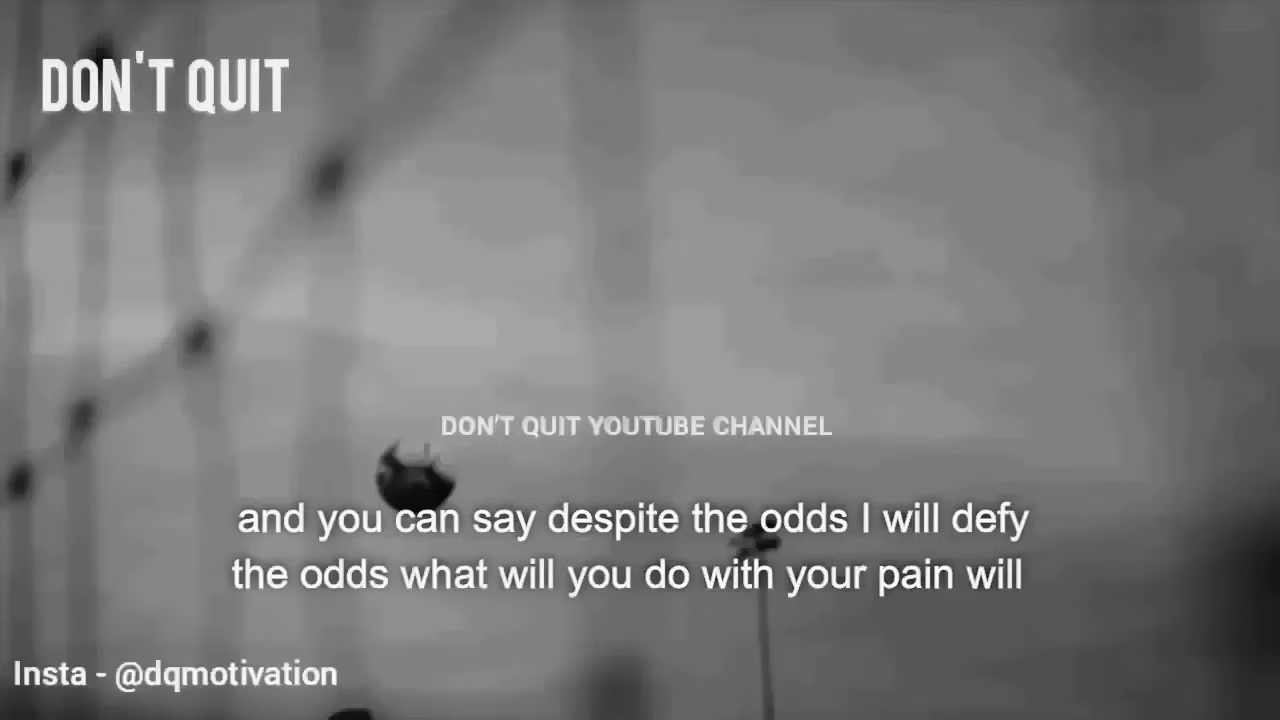 DON'T QUIT
DON'T QUIT YOUTUBE CHANNEL
and you can say despite the odds I will defy
the odds what will you do with your pain will
Insta - @dqmotivation